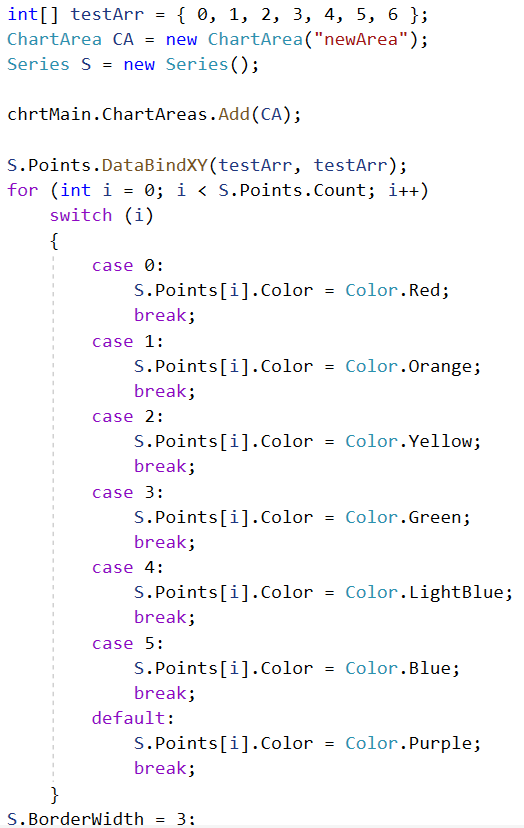 int[] testArr = { 0, 1, 2, 3, 4, 5, 6 };
ChartArea CA = new ChartArea("newArea");
Series S = new Series();

chrtMain.ChartAreas.Add(CA);

S.Points.DataBindXY(testArr, testArr);
for (int i = 0; i < S.Points.Count; i++)
    switch (i)
    {
        case 0:
            S.Points[i].Color = Color.Red;
            break;
        case 1:
            S.Points[i].Color = Color.Orange;
            break;
        case 2:
            S.Points[i].Color = Color.Yellow;
            break;
        case 3:
            S.Points[i].Color = Color.Green;
            break;
        case 4:
            S.Points[i].Color = Color.LightBlue;
            break;
        case 5:
            S.Points[i].Color = Color.Blue;
            break;
        default:
            S.Points[i].Color = Color.Purple;
            break;
    }
S.BorderWidth = 3;